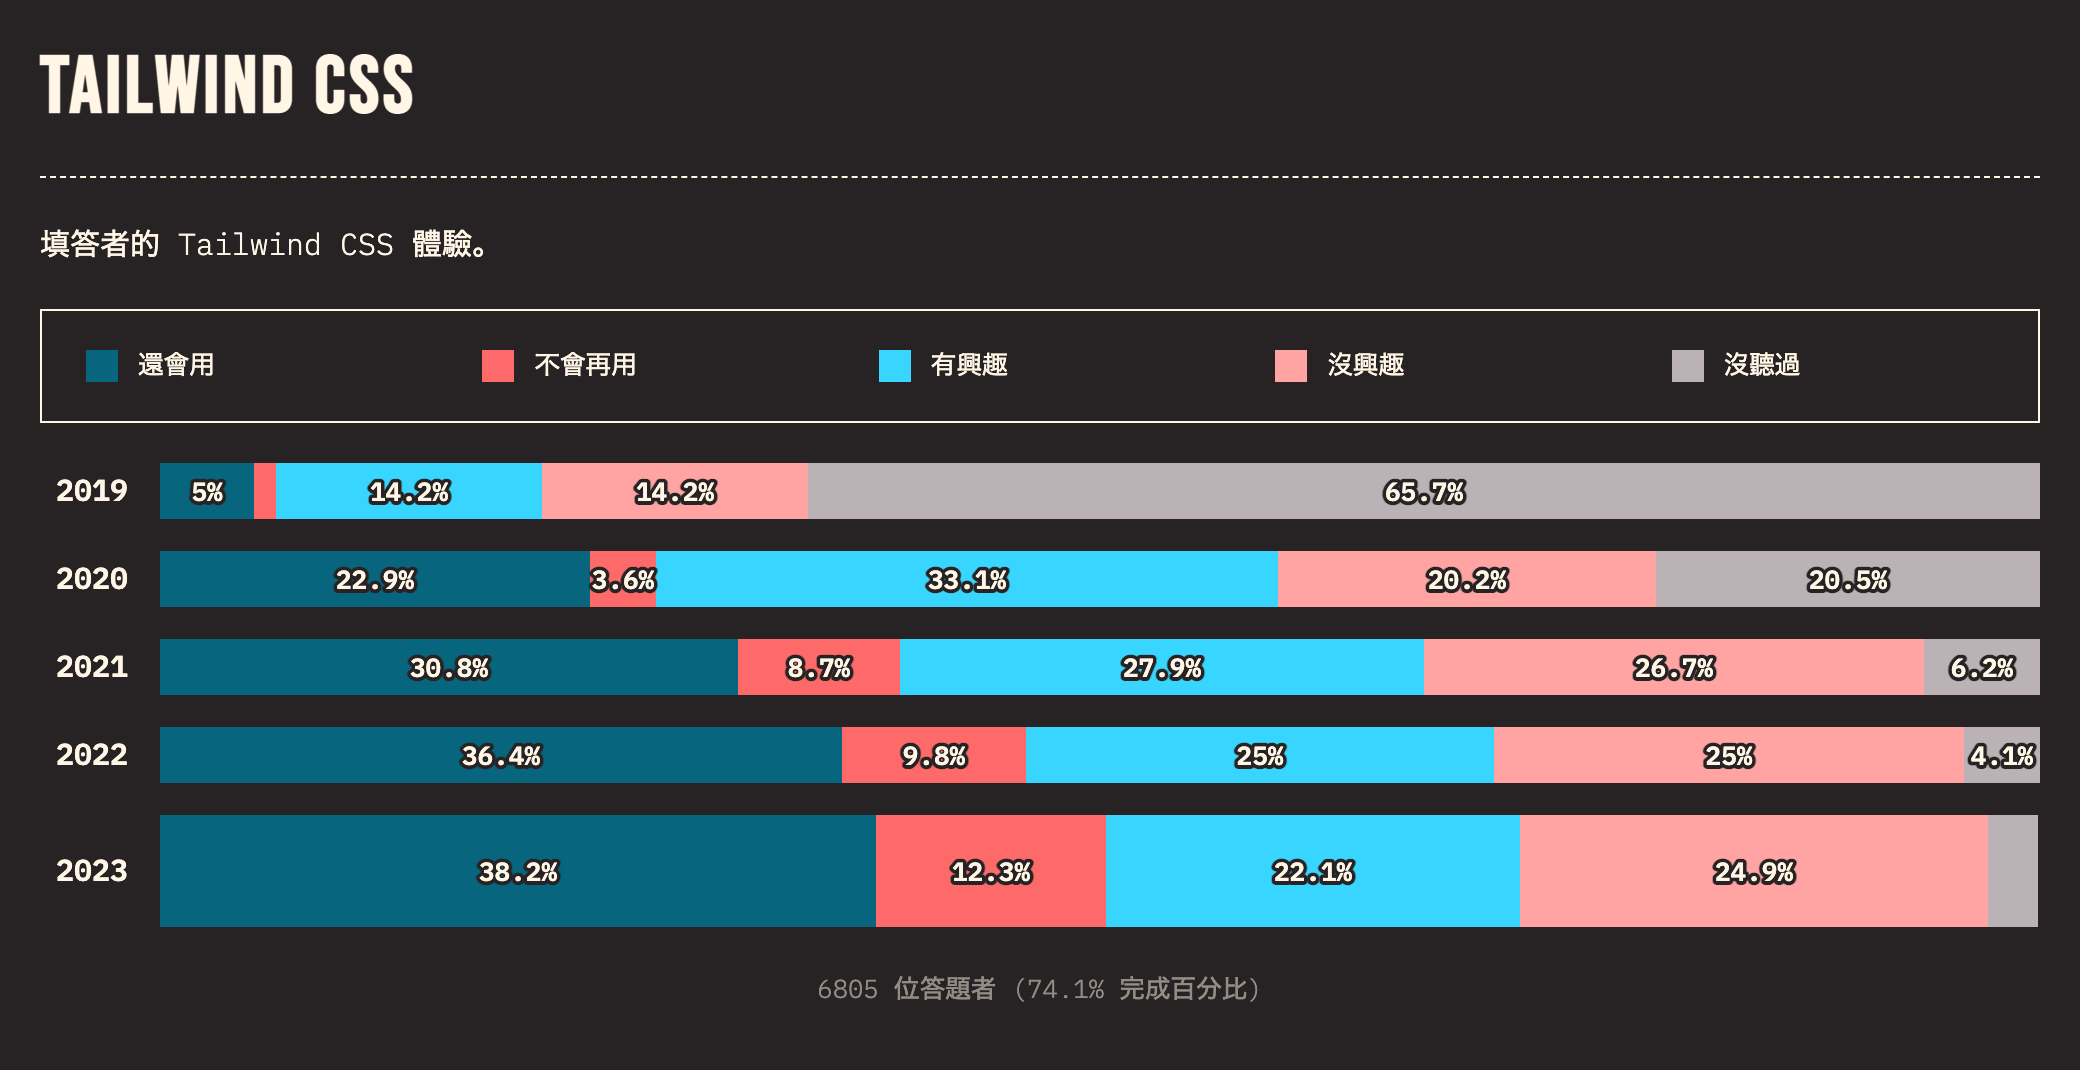 TAILWIND CSS
填答者的 Tailwind CSS 體驗。
還會用 不會再用 有興趣 沒興趣 沒聽過
2019 5% 14.2% 14.2% 65.7%
2020 22.9% 3.6% 33.1% 20.2% 20.5%
2021 30.8% 8.7% 27.9% 26.7% 6.2%
2022 36.4% 9.8% 25% 25% 4.1%
2023 38.2% 12.3% 22.1% 24.9%
6805 位答題者 (74.1% 完成百分比)